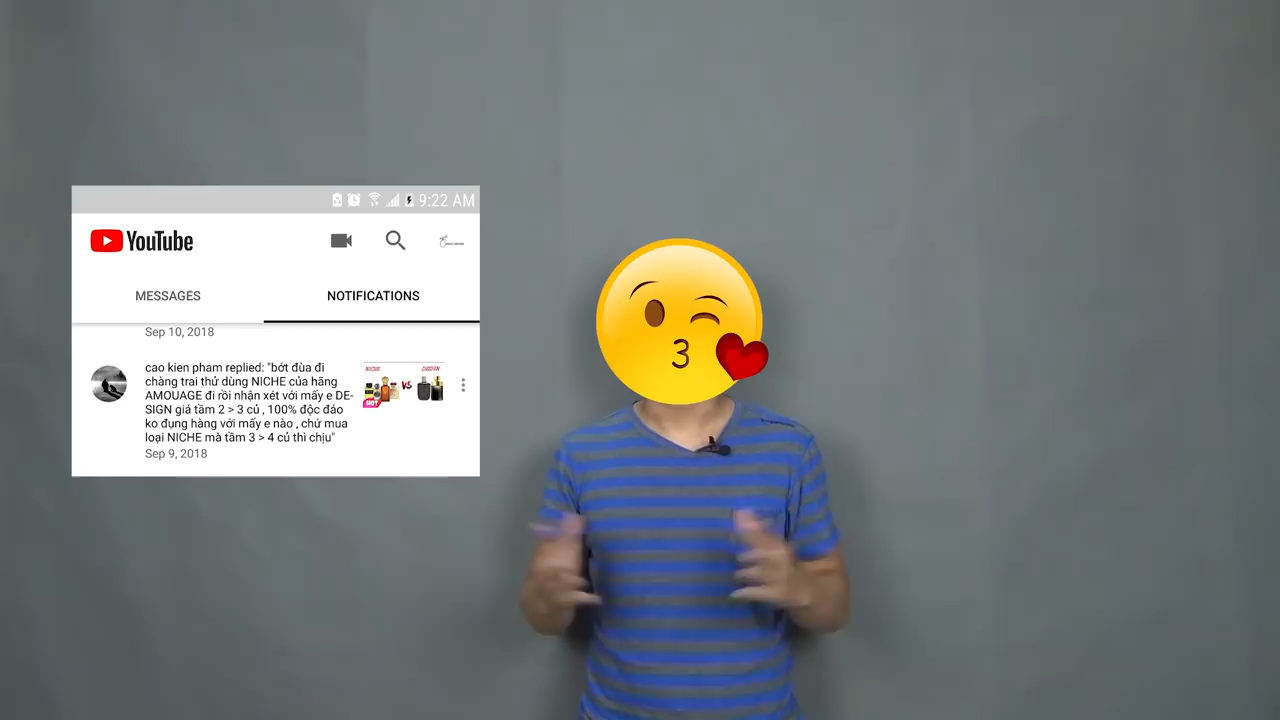 9:22 AM
YouTube
MESSAGES
NOTIFICATIONS
Sep 10, 2018
cao kien pham replied: "bớt đùa đi
chàng trai thử dùng NICHE của hãng
AMOUAGE đi rồi nhận xét với mấy e DE-
SIGN giá tầm 2 > 3 củ , 100% độc đáo
ko đụng hàng với mấy e nào , chứ mua
loại NICHE mà tầm 3 > 4 củ thì chịu"
Sep 9, 2018
NICHE
VS
HOT